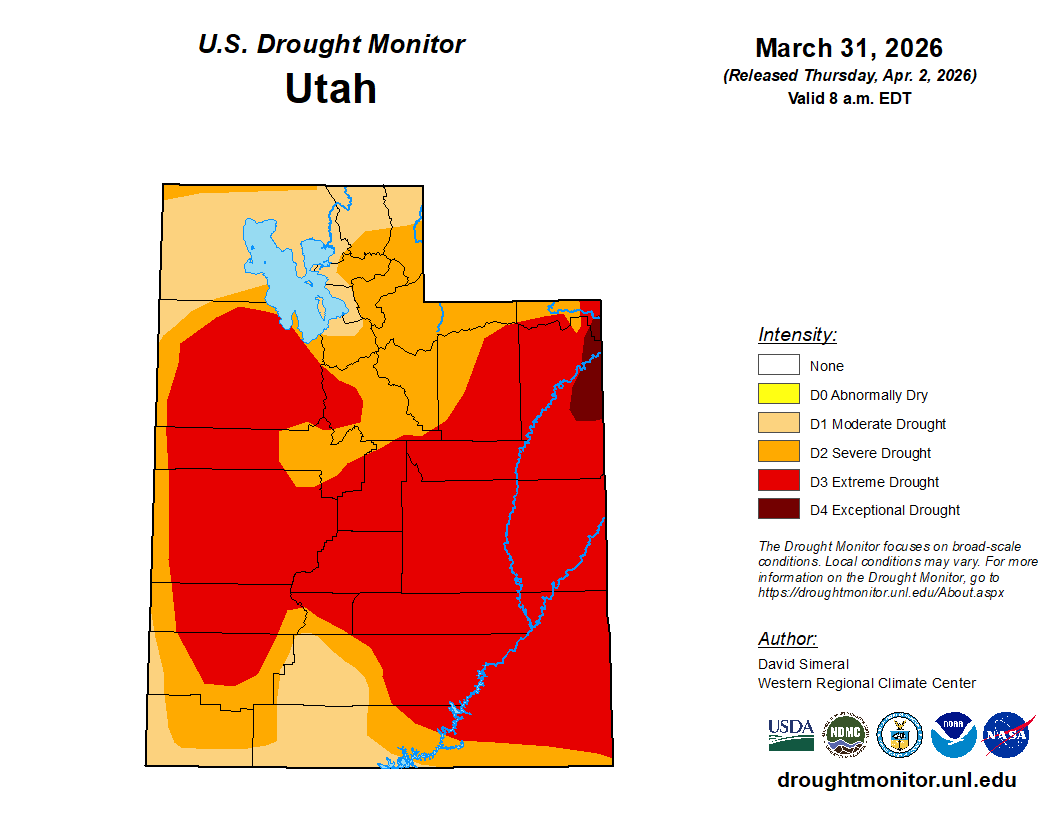 U.S. Drought Monitor
Utah
March 31, 2026
(Released Thursday, Apr. 2, 2026)
Valid 8 a.m. EDT
Intensity:
None
D0 Abnormally Dry
D1 Moderate Drought
D2 Severe Drought
D3 Extreme Drought
D4 Exceptional Drought
The Drought Monitor focuses on broad-scale
conditions. Local conditions may vary. For more
information on the Drought Monitor, go to
https://droughtmonitor.unl.edu/About.aspx
Author:
David Simeral
Western Regional Climate Center
USDA
NDMC
NOAA
NASA
droughtmonitor.unl.edu